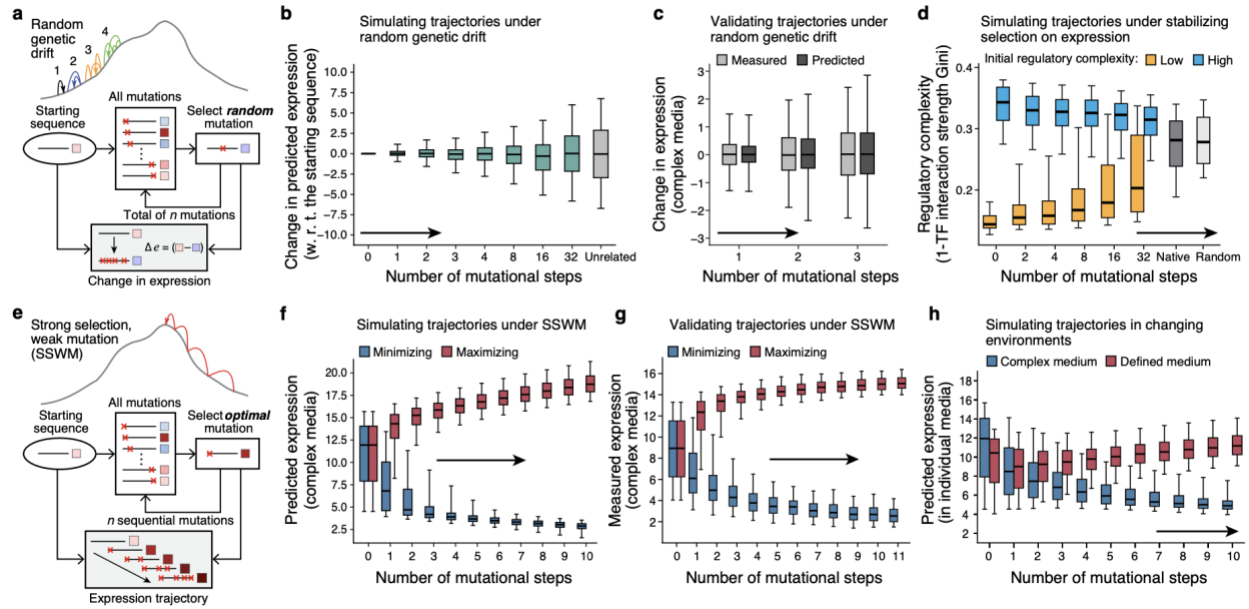 a
Random
genetic
drift
1
2
3
4
Starting
sequence
All mutations
Select random
mutation
Total of n mutations
Δe = ( - )
Change in expression
b
Simulating trajectories under
random genetic drift
Change in predicted expression
(w. r. t. the starting sequence)
10.0
7.5
5.0
2.5
0.0
−2.5
−5.0
−7.5
−10.0
0 1 2 3 4 8 16 32 Unrelated
Number of mutational steps
c
Validating trajectories under
random genetic drift
Measured Predicted
Change in expression
(complex media)
3
2
1
0
−1
−2
−3
1 2 3
Number of mutational steps
d
Simulating trajectories under stabilizing
selection on expression
Initial regulatory complexity: Low High
Regulatory complexity
(1-TF interaction strength Gini)
0.4
0.3
0.2
0 2 4 8 16 32 Native Random
Number of mutational steps
e
Strong selection,
weak mutation
(SSWM)
Starting
sequence
All mutations
Select optimal
mutation
n sequential mutations
Expression trajectory
f
Simulating trajectories under SSWM
Minimizing Maximizing
Predicted expression
(complex media)
20.0
17.5
15.0
12.5
10.0
7.5
5.0
2.5
0 1 2 3 4 5 6 7 8 9 10
Number of mutational steps
g
Validating trajectories under SSWM
Minimizing Maximizing
Measured expression
(complex media)
16
14
12
10
8
6
4
2
0 1 2 3 4 5 6 7 8 9 10 11
Number of mutational steps
h
Simulating trajectories in changing
environments
Complex medium Defined medium
Predicted expression
(in individual media)
18
16
14
12
10
8
6
4
2
0 1 2 3 4 5 6 7 8 9 10
Number of mutational steps